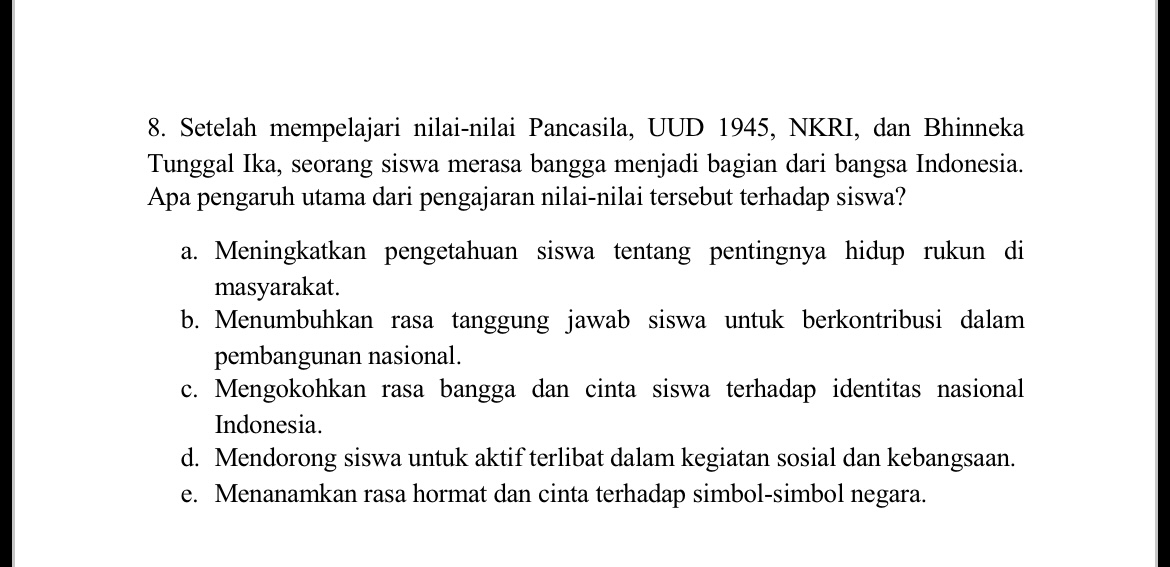 8. Setelah mempelajari nilai-nilai Pancasila, UUD 1945, NKRI, dan Bhinneka
Tunggal Ika, seorang siswa merasa bangga menjadi bagian dari bangsa Indonesia.
Apa pengaruh utama dari pengajaran nilai-nilai tersebut terhadap siswa?
a. Meningkatkan pengetahuan siswa tentang pentingnya hidup rukun di
masyarakat.
b. Menumbuhkan rasa tanggung jawab siswa untuk berkontribusi dalam
pembangunan nasional.
c. Mengokohkan rasa bangga dan cinta siswa terhadap identitas nasional
Indonesia.
d. Mendorong siswa untuk aktif terlibat dalam kegiatan sosial dan kebangsaan.
e. Menanamkan rasa hormat dan cinta terhadap simbol-simbol negara.